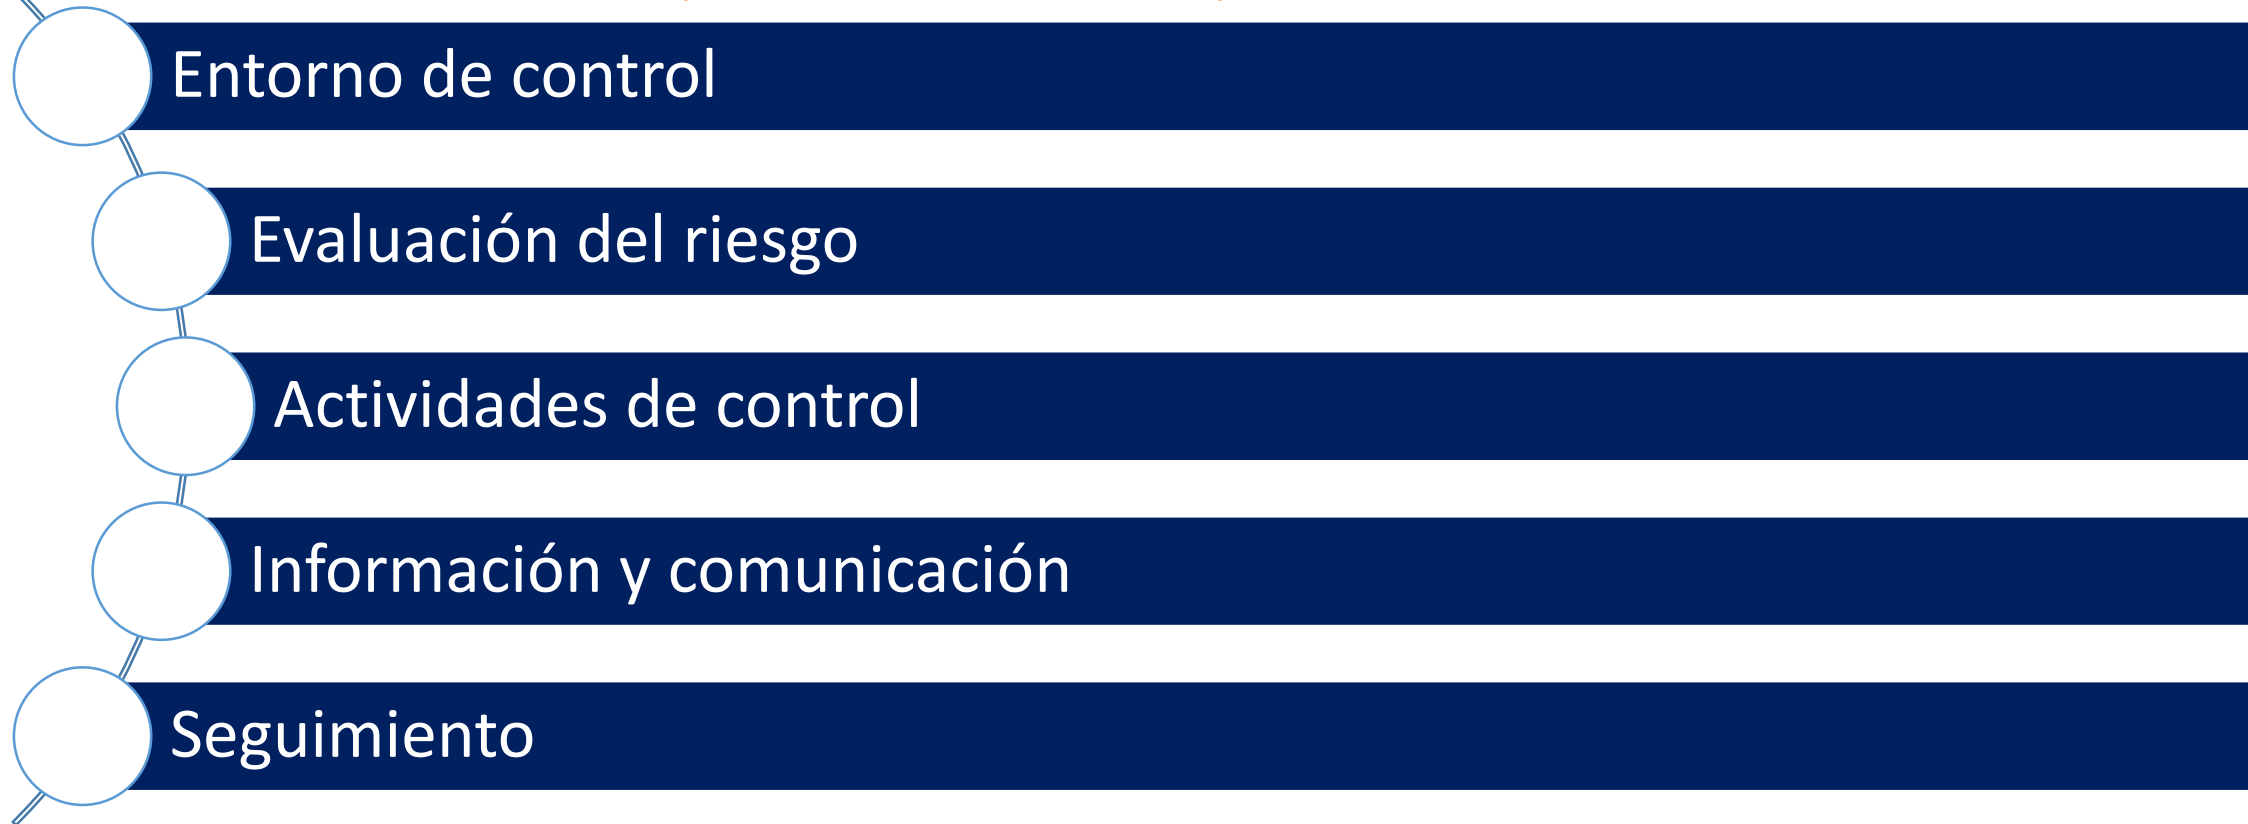 Entorno de control
Evaluación del riesgo
Actividades de control
Información y comunicación
Seguimiento